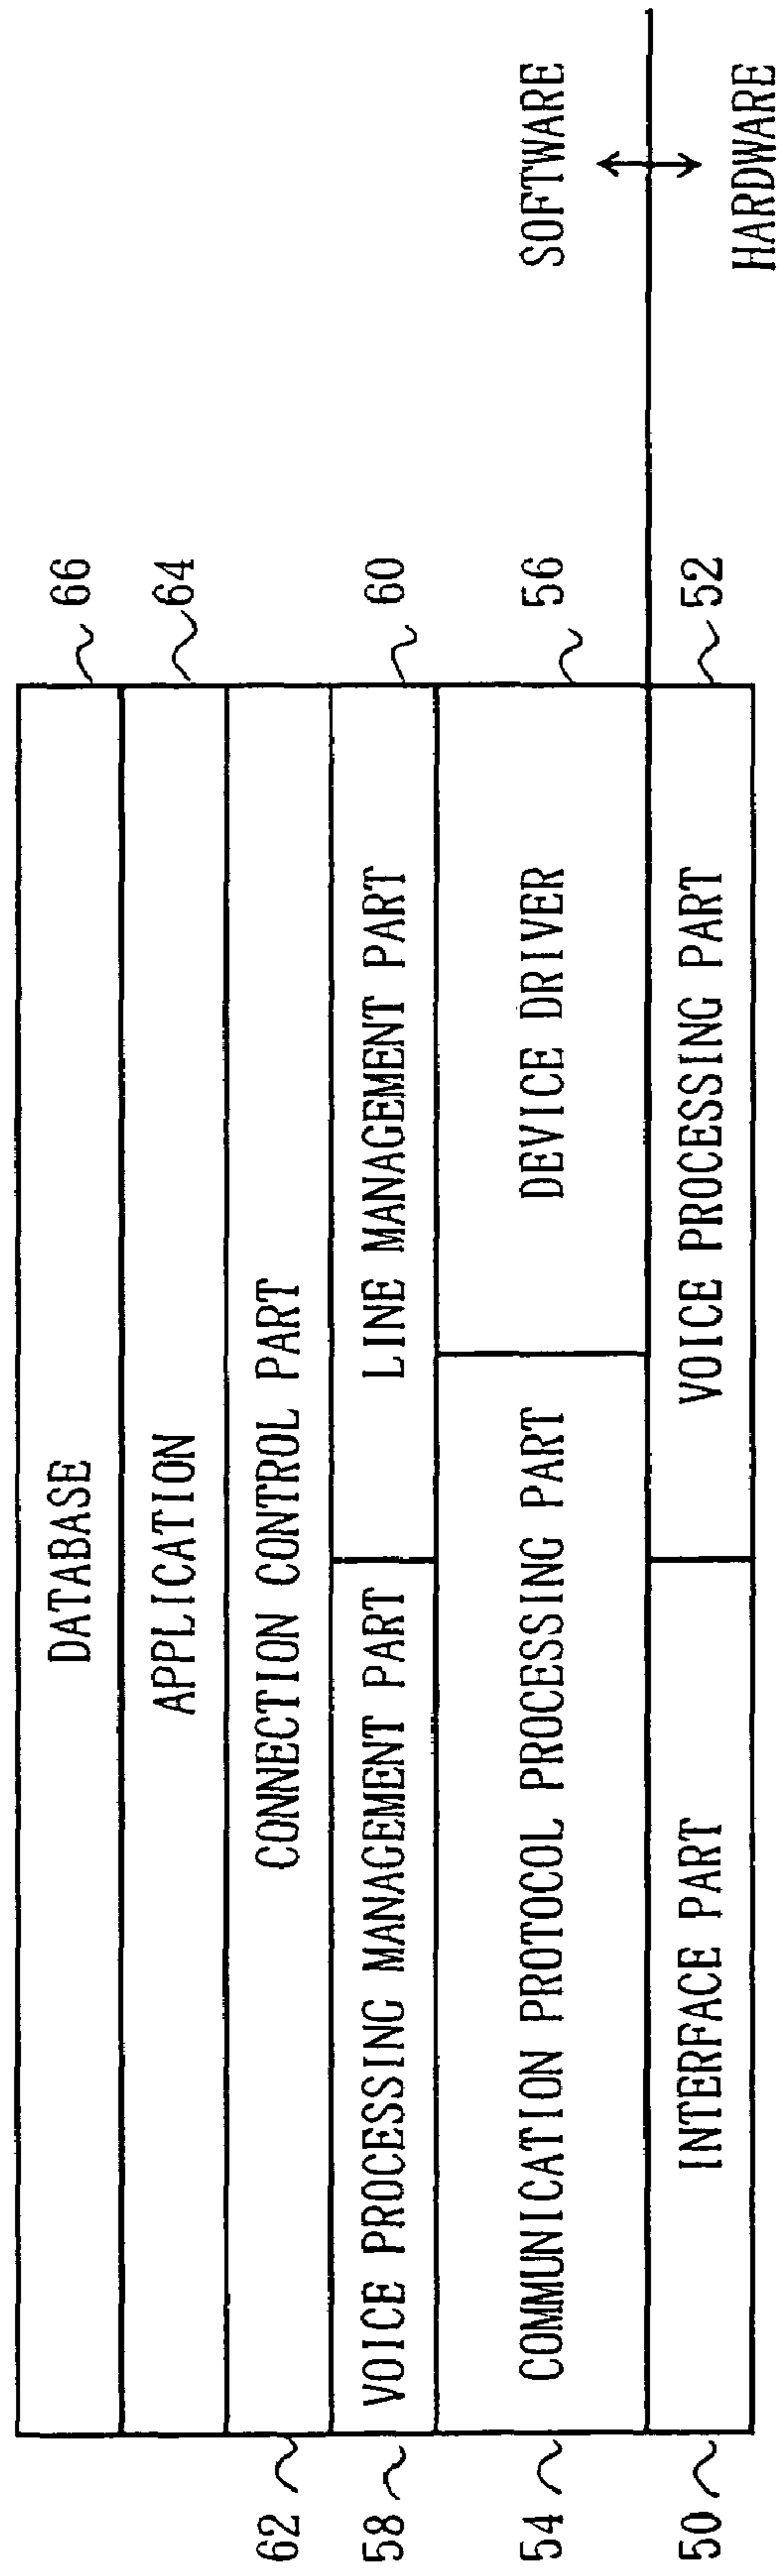 DATABASE
66
APPLICATION
64
62
CONNECTION CONTROL PART
58
VOICE PROCESSING MANAGEMENT PART
LINE MANAGEMENT PART
60
54
COMMUNICATION PROTOCOL PROCESSING PART
DEVICE DRIVER
56
SOFTWARE
50
INTERFACE PART
VOICE PROCESSING PART
52
HARDWARE